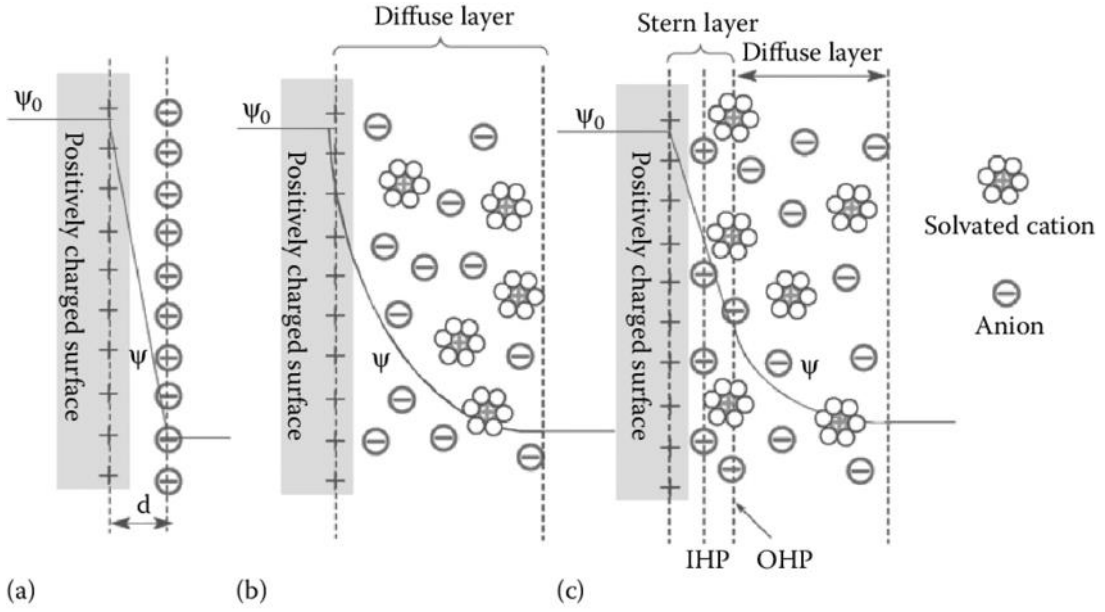 Diffuse layer
Stern layer
Diffuse layer
Ψ0
Positively charged surface
Ψ
d
(a)
Ψ0
Positively charged surface
Ψ
(b)
Ψ0
Positively charged surface
Ψ
IHP
OHP
(c)
Solvated cation
Anion